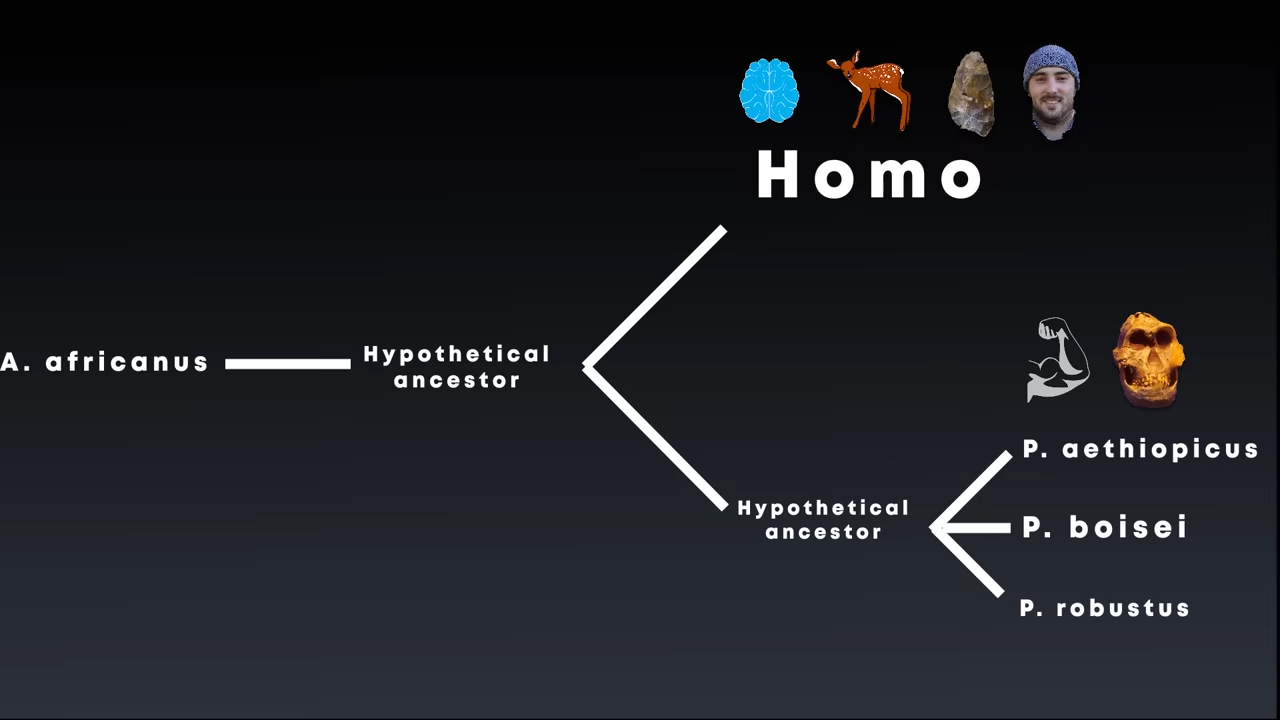 Homo
A. africanus
Hypothetical
ancestor
P. aethiopicus
Hypothetical
ancestor
P. boisei
P. robustus